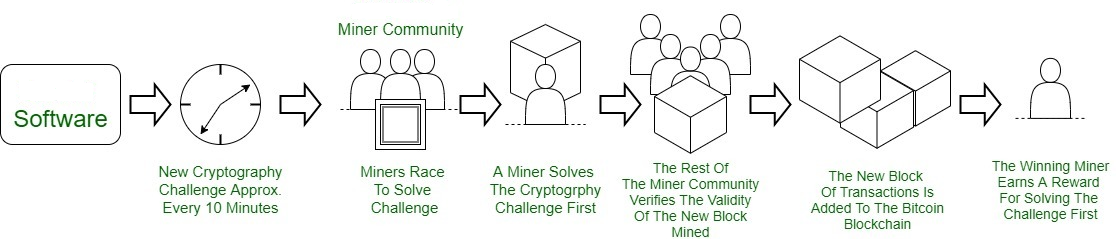 Software
New Cryptography
Challenge Approx.
Every 10 Minutes
Miner Community
Miners Race
To Solve
Challenge
A Miner Solves
The Cryptogrphy
Challenge First
The Rest Of
The Miner Community
Verifies The Validity
Of The New Block
Mined
The New Block
Of Transactions Is
Added To The Bitcoin
Blockchain
The Winning Miner
Earns A Reward
For Solving The
Challenge First